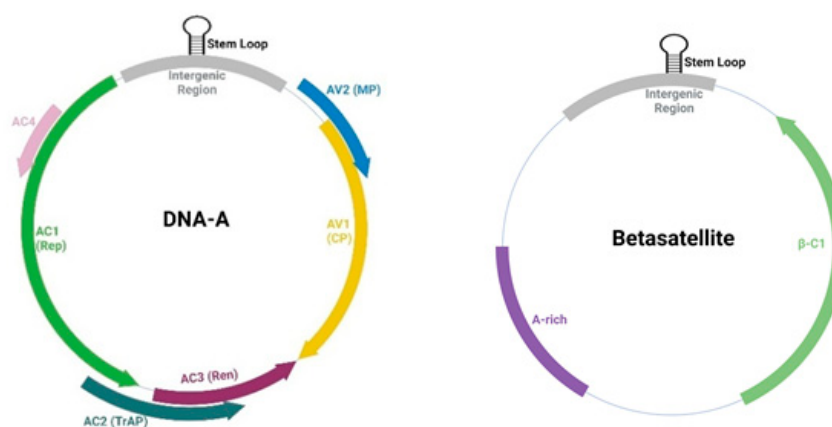 Stem Loop
Intergenic
Region
AV2 (MP)
AC4
DNA-A
AC1
(Rep)
AV1
(CP)
AC3 (Ren)
AC2 (TrAP)
Stem Loop
Intergenic
Region
Betasatellite
β-C1
A-rich